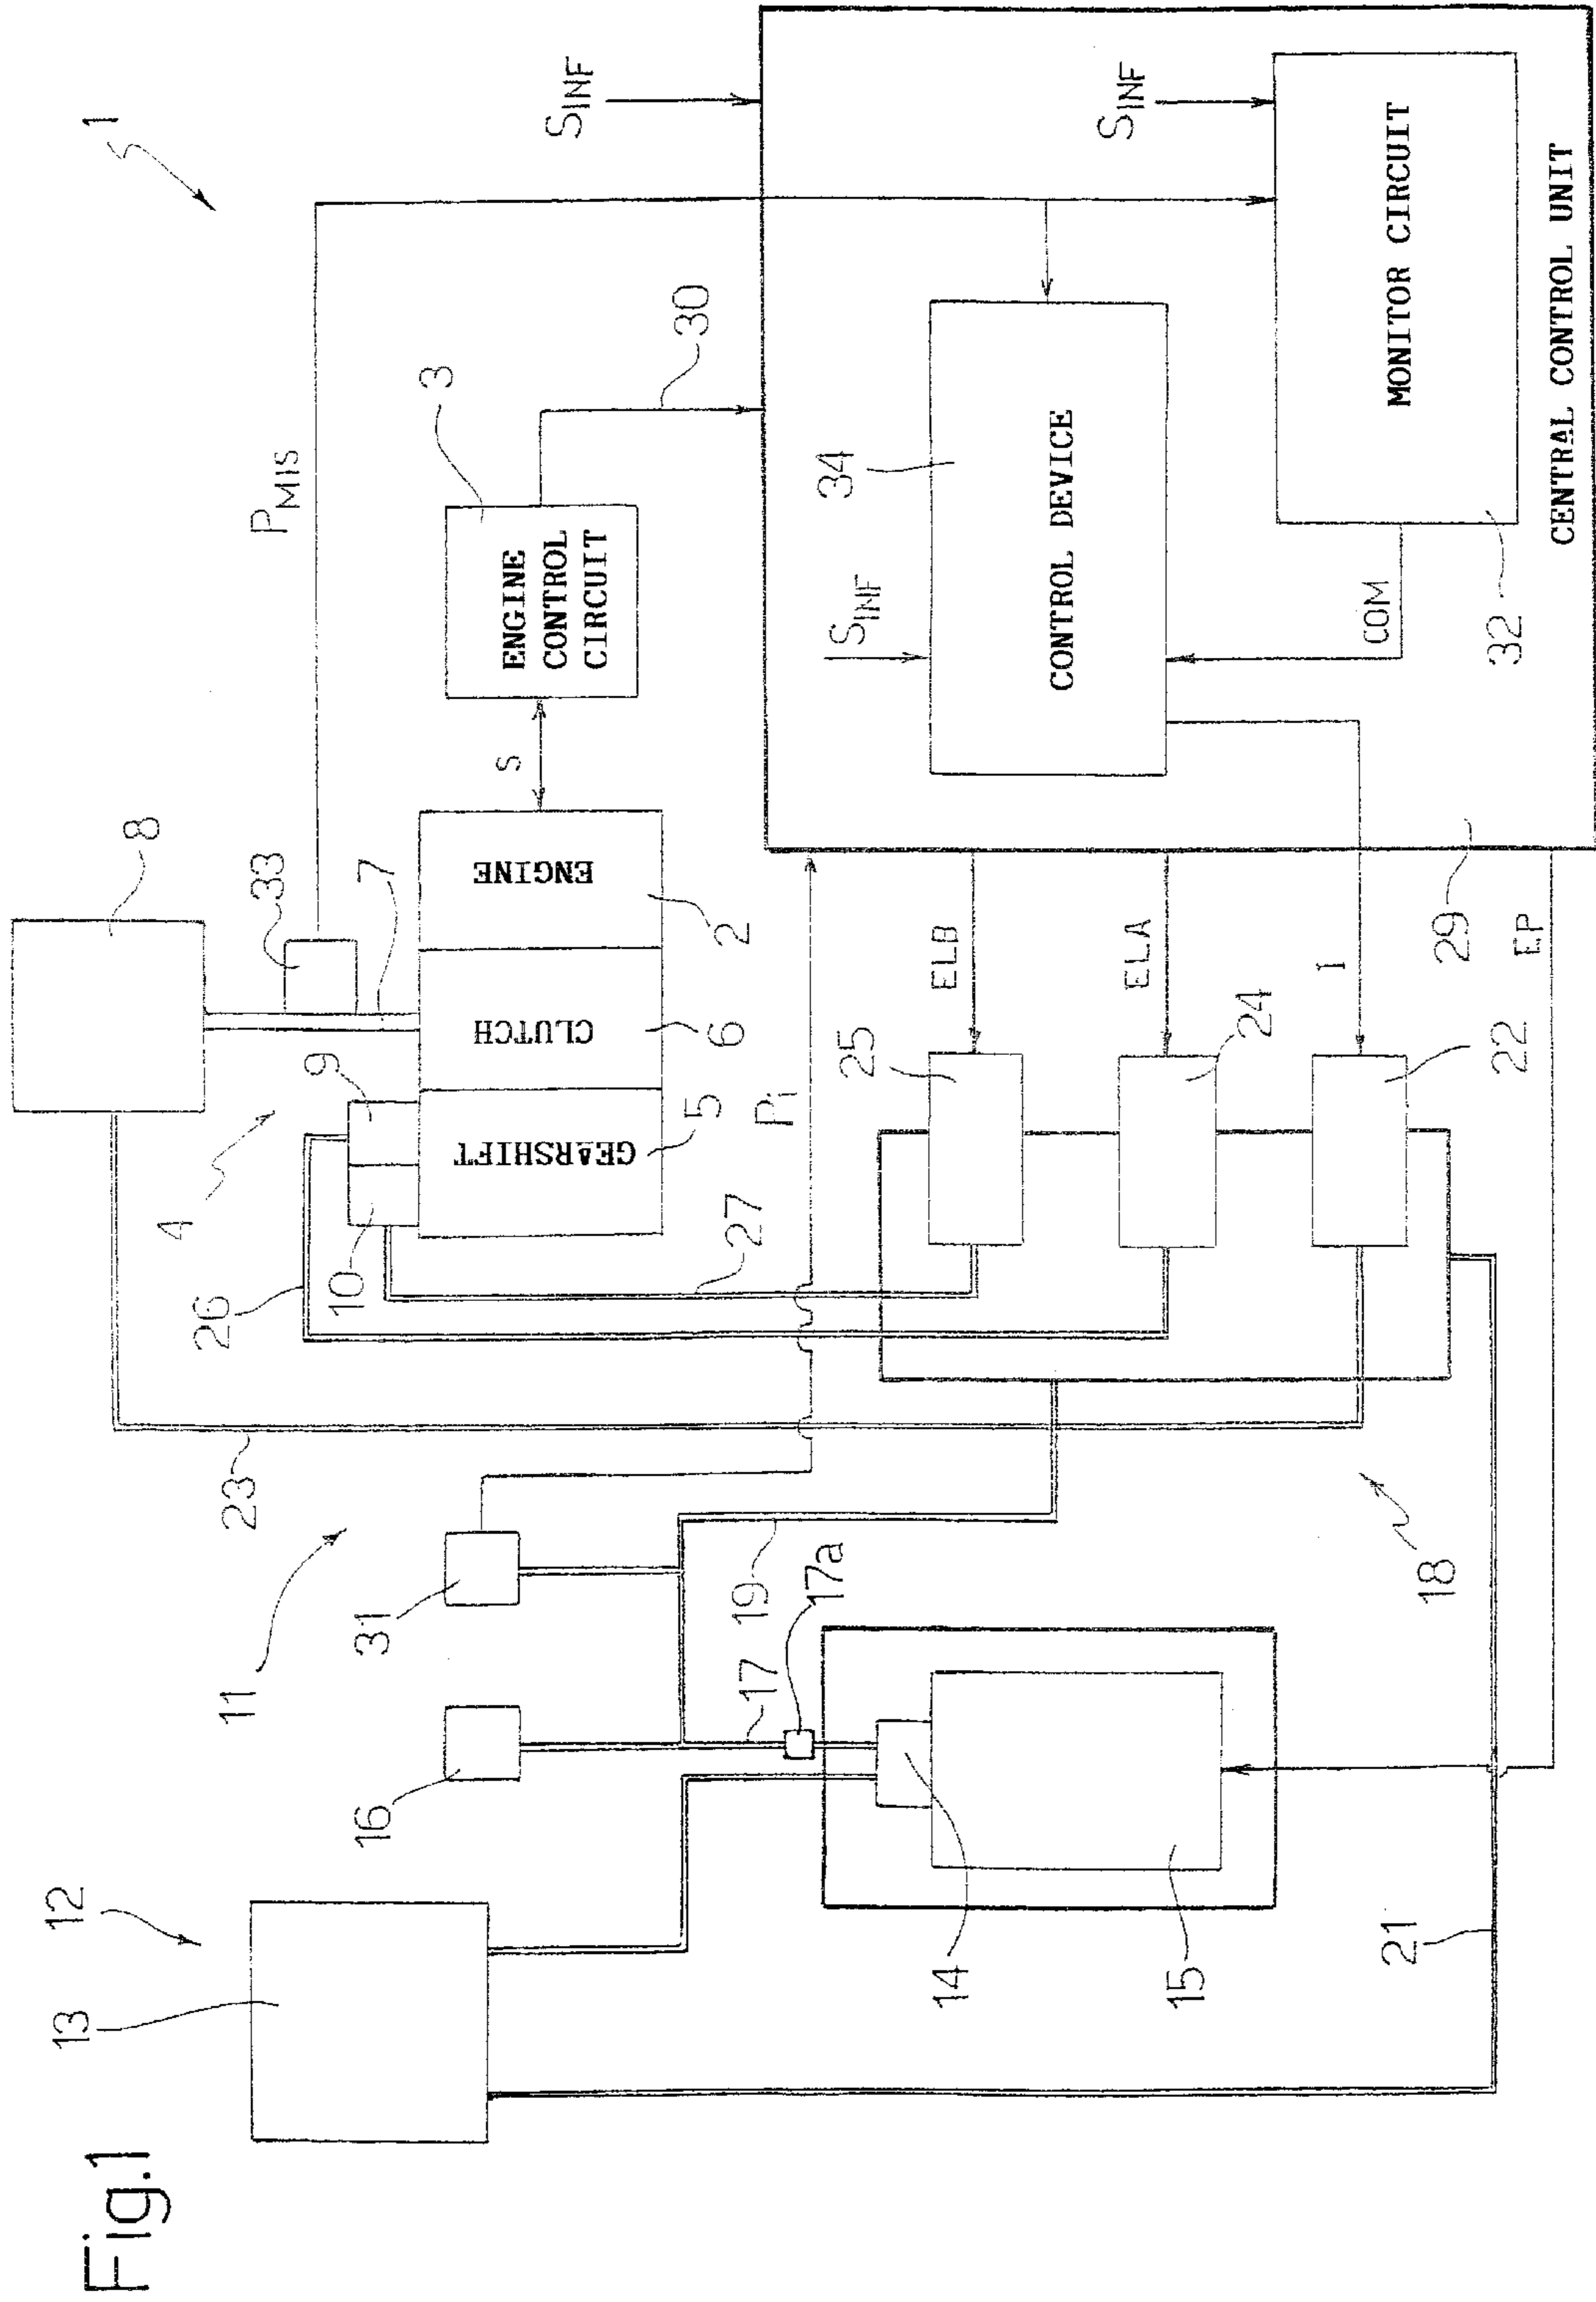 Fig.1
1
S_INF
P_MIS
3
ENGINE
CONTROL
CIRCUIT
30
S
8
33
7
ENGINE
2
CLUTCH
6
GEARSHIFT
5
9
10
4
26
27
23
11
31
16
12
13
17
17a
19
14
15
21
18
P_i
ELB
ELA
I
EP
25
24
22
29
S_INF
34
CONTROL DEVICE
COM
S_INF
MONITOR CIRCUIT
32
CENTRAL CONTROL UNIT